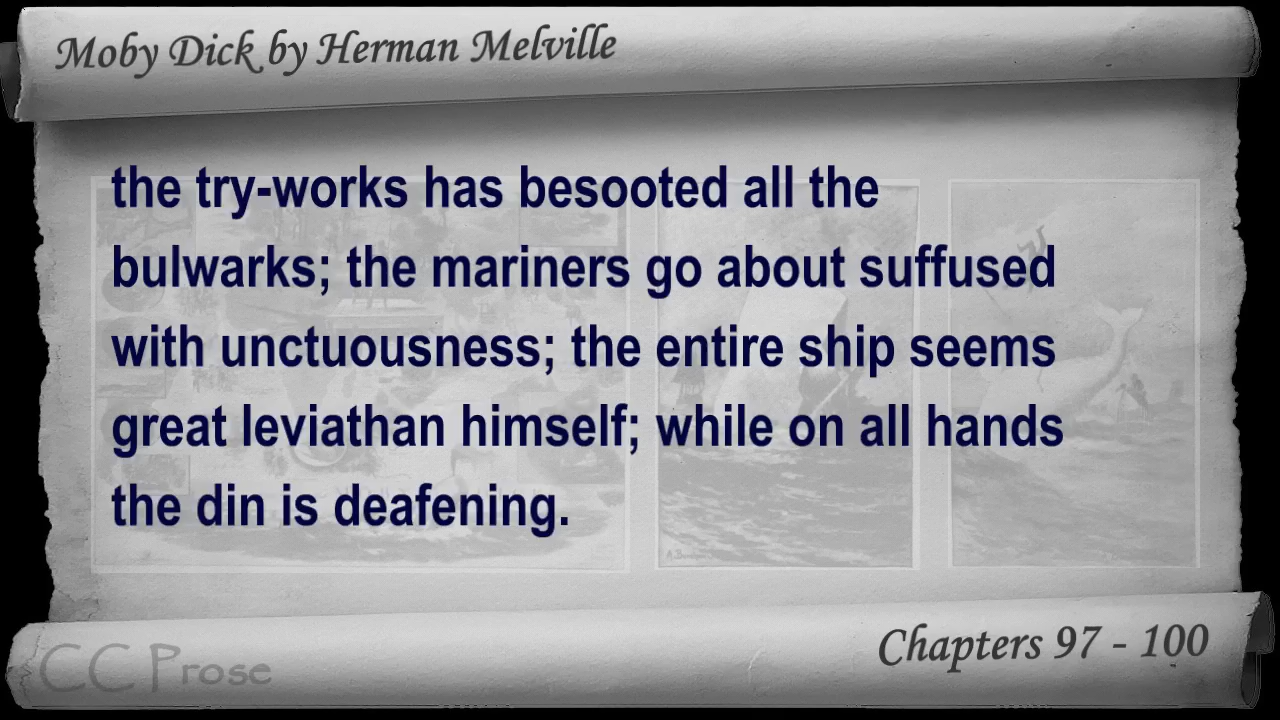 Moby Dick by Herman Melville
the try-works has besooted all the
bulwarks; the mariners go about suffused
with unctuousness; the entire ship seems
great leviathan himself; while on all hands
the din is deafening.
Chapters 97 - 100
CC Prose